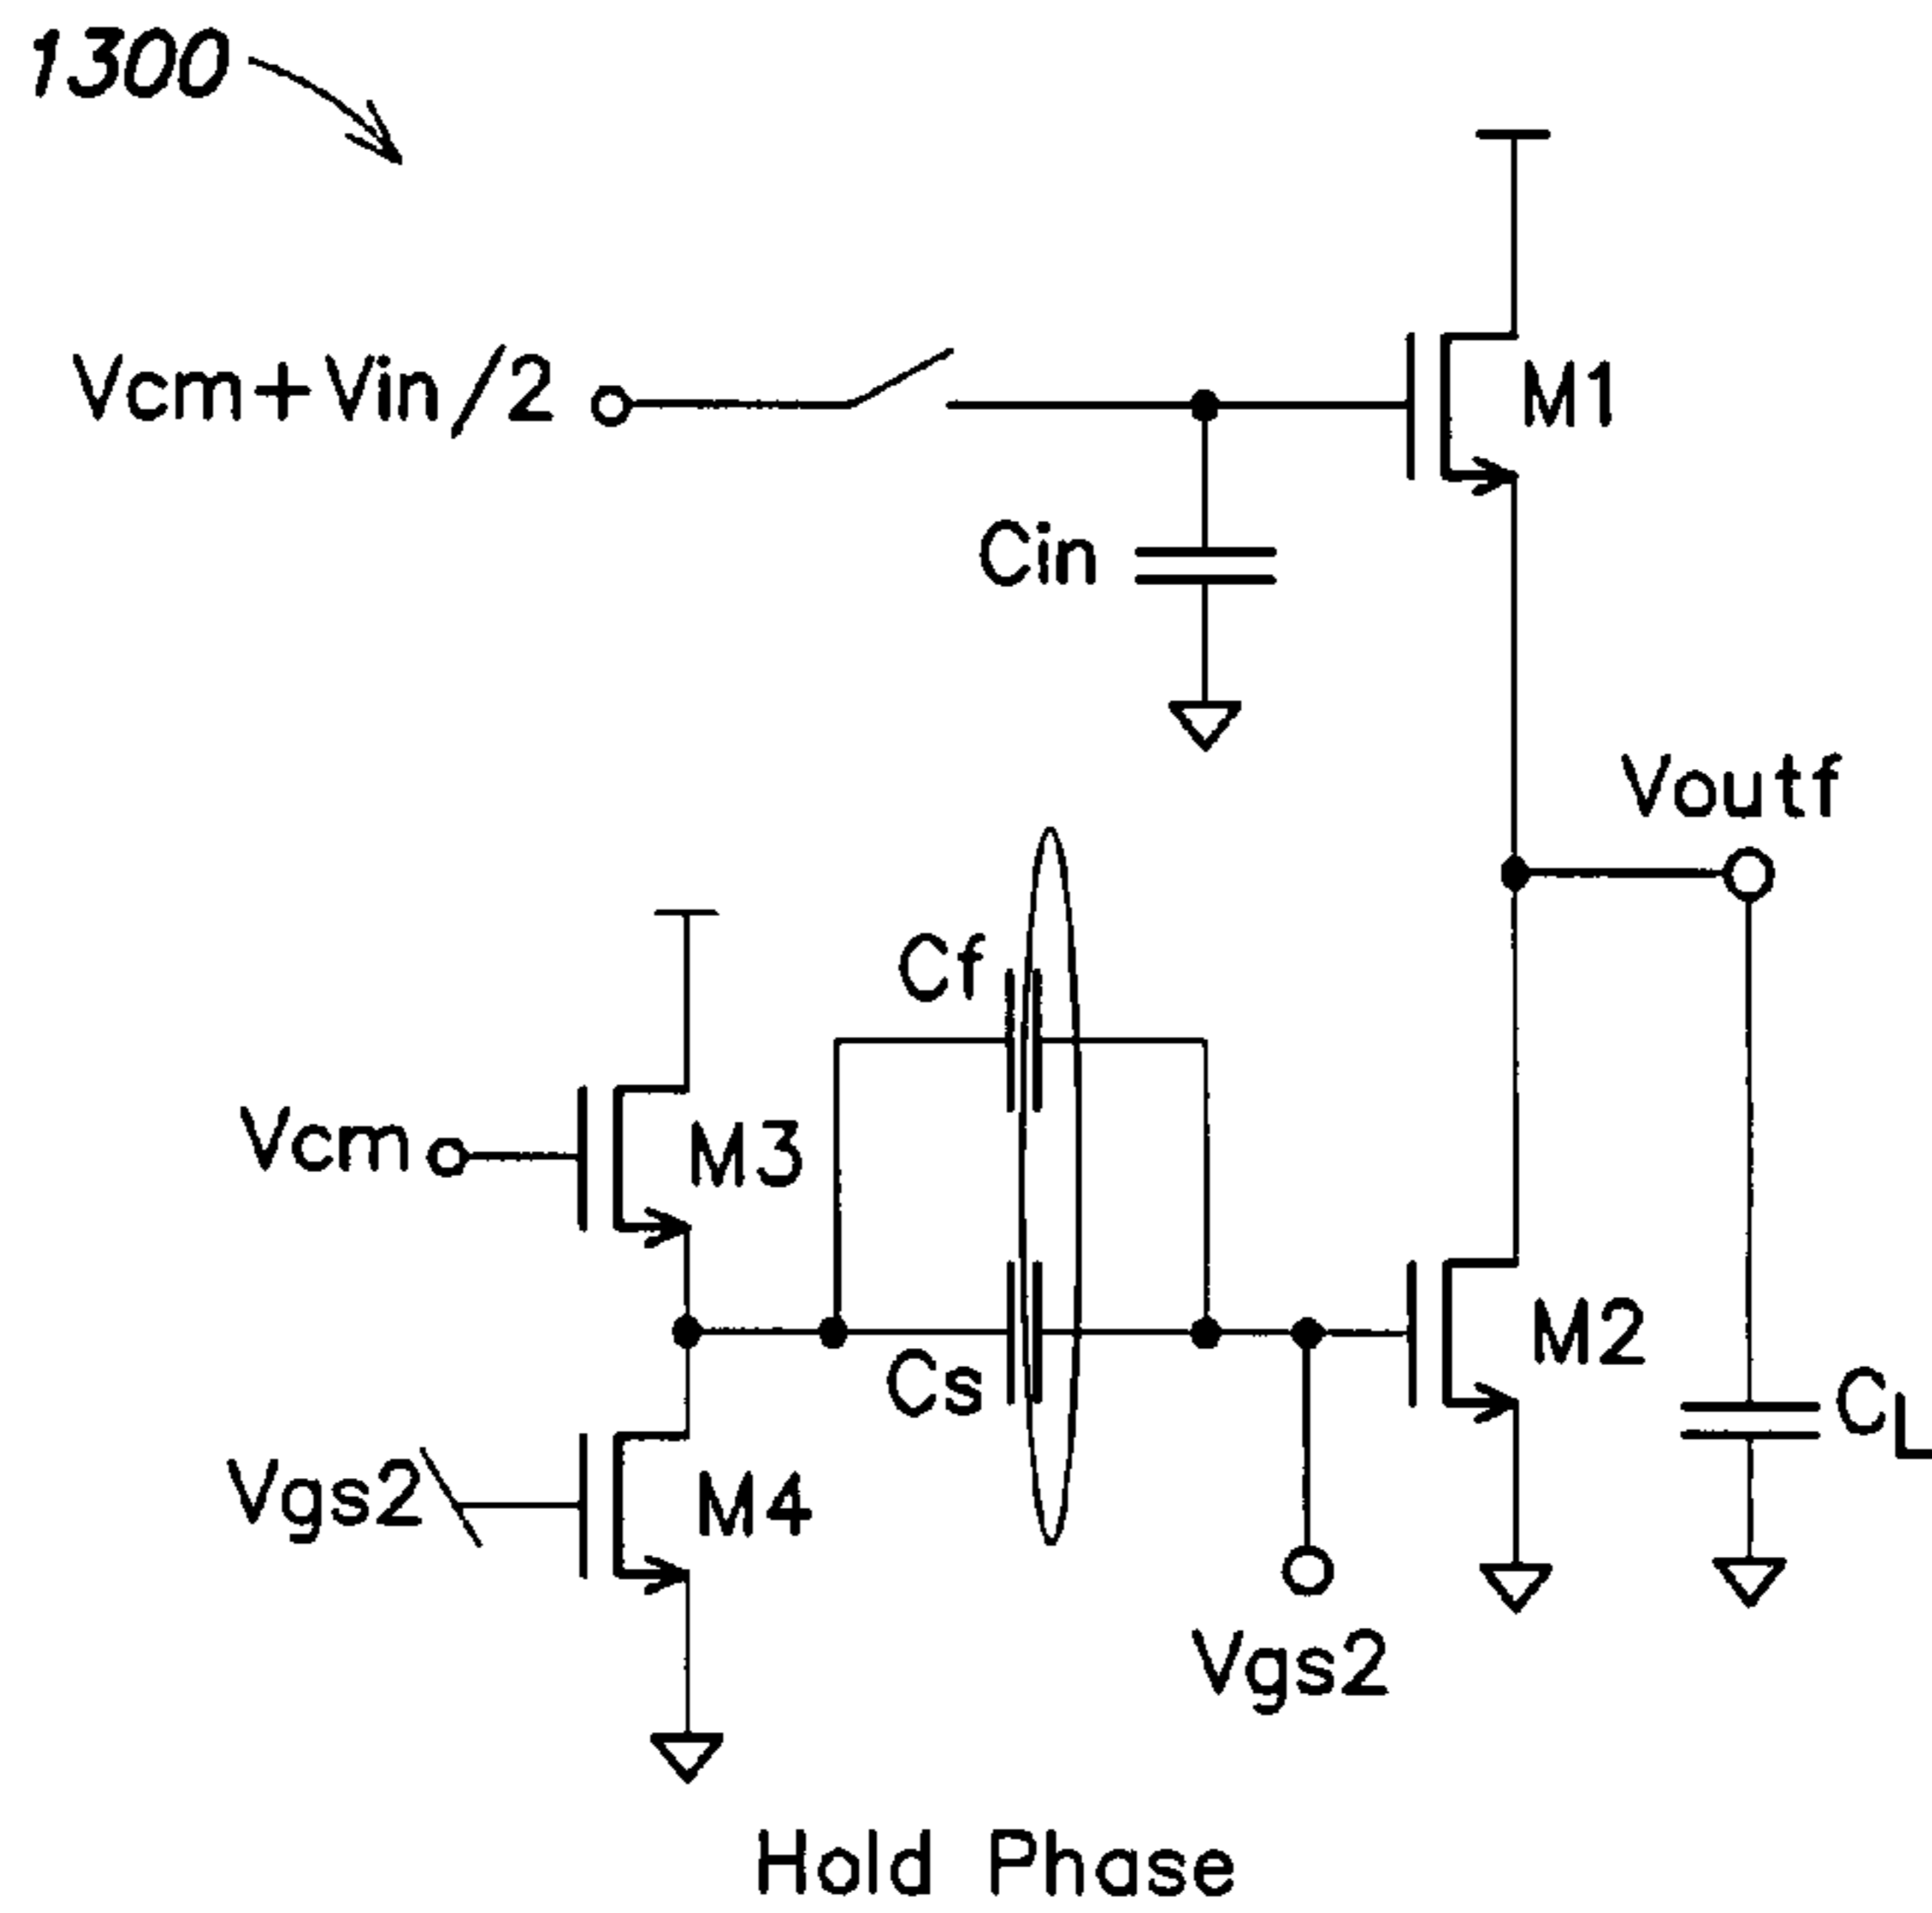 1300
Vcm+Vin/2
M1
Cin
Voutf
Cf
Vcm
M3
Cs
M2
CL
Vgs2
M4
Vgs2
Hold Phase